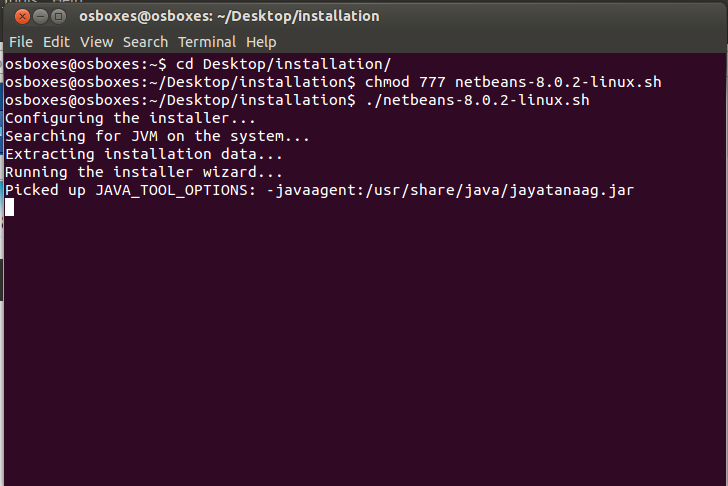 osboxes@osboxes: ~/Desktop/installation
File Edit View Search Terminal Help
osboxes@osboxes:~$ cd Desktop/installation/
osboxes@osboxes:~/Desktop/installation$ chmod 777 netbeans-8.0.2-linux.sh
osboxes@osboxes:~/Desktop/installation$ ./netbeans-8.0.2-linux.sh
Configuring the installer...
Searching for JVM on the system...
Extracting installation data...
Running the installer wizard...
Picked up JAVA_TOOL_OPTIONS: -javaagent:/usr/share/java/jayatanaag.jar